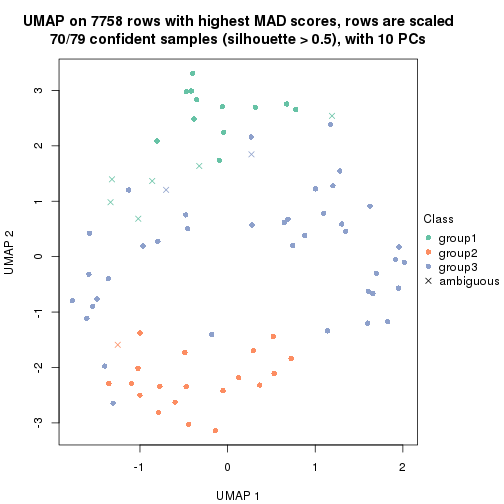 UMAP on 7758 rows with highest MAD scores, rows are scaled
70/79 confident samples (silhouette > 0.5), with 10 PCs
3
2
1
0
-1
-2
-3
UMAP 2
-1
0
1
2
UMAP 1
Class
group1
group2
group3
ambiguous